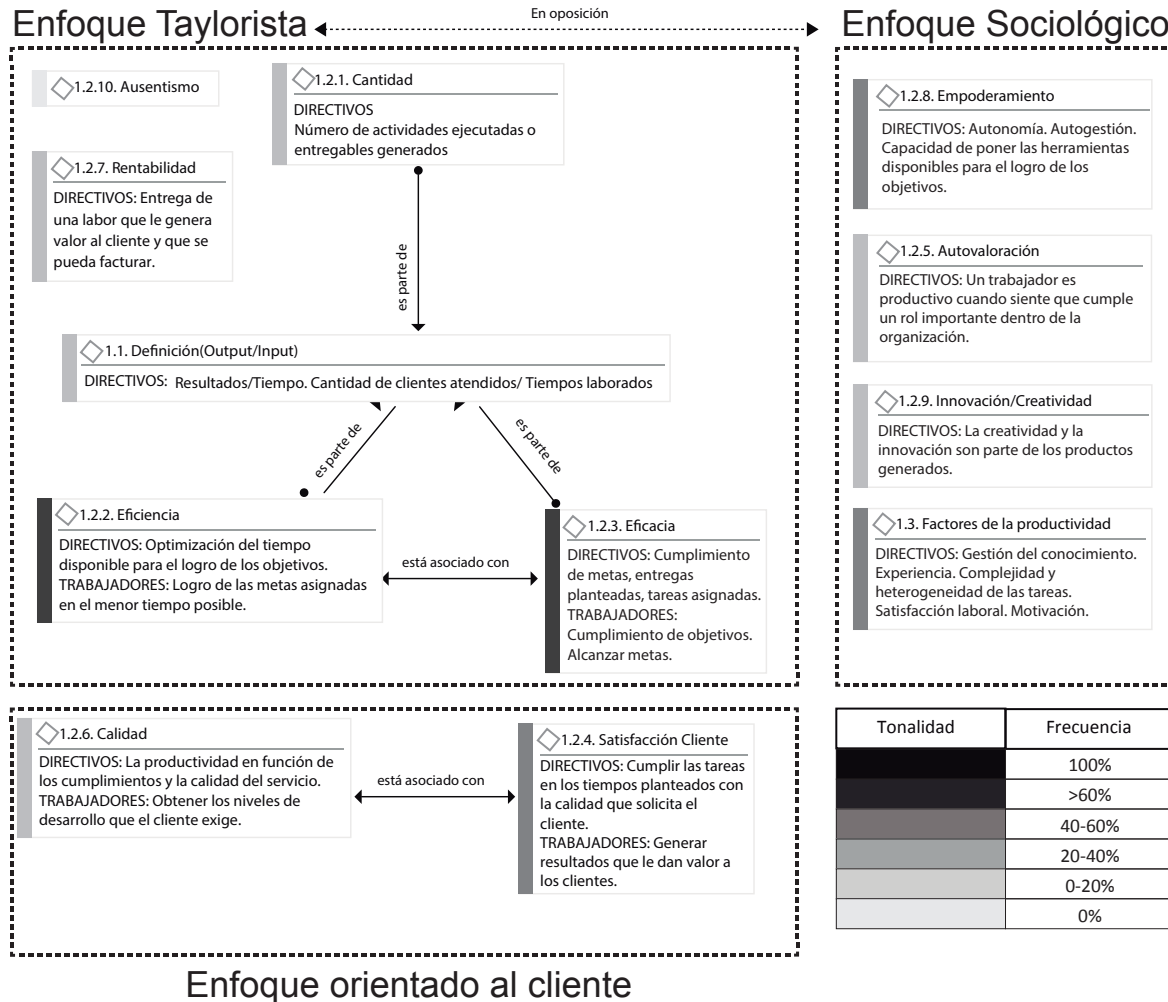 Enfoque Taylorista
En oposición
Enfoque Sociológico
1.2.10. Ausentismo
1.2.1. Cantidad
DIRECTIVOS
Número de actividades ejecutadas o
entregables generados
1.2.7. Rentabilidad
DIRECTIVOS: Entrega de
una labor que le genera
valor al cliente y que se
pueda facturar.
es parte de
1.1. Definición(Output/Input)
DIRECTIVOS: Resultados/Tiempo. Cantidad de clientes atendidos/ Tiempos laborados
es parte de
es parte de
1.2.2. Eficiencia
DIRECTIVOS: Optimización del tiempo
disponible para el logro de los objetivos.
TRABAJADORES: Logro de las metas asignadas
en el menor tiempo posible.
está asociado con
1.2.3. Eficacia
DIRECTIVOS: Cumplimiento
de metas, entregas
planteadas, tareas asignadas.
TRABAJADORES:
Cumplimiento de objetivos.
Alcanzar metas.
1.2.8. Empoderamiento
DIRECTIVOS: Autonomía. Autogestión.
Capacidad de poner las herramientas
disponibles para el logro de los
objetivos.
1.2.5. Autovaloración
DIRECTIVOS: Un trabajador es
productivo cuando siente que cumple
un rol importante dentro de la
organización.
1.2.9. Innovación/Creatividad
DIRECTIVOS: La creatividad y la
innovación son parte de los productos
generados.
1.3. Factores de la productividad
DIRECTIVOS: Gestión del conocimiento.
Experiencia. Complejidad y
heterogeneidad de las tareas.
Satisfacción laboral. Motivación.
1.2.6. Calidad
DIRECTIVOS: La productividad en función de
los cumplimientos y la calidad del servicio.
TRABAJADORES: Obtener los niveles de
desarrollo que el cliente exige.
está asociado con
1.2.4. Satisfacción Cliente
DIRECTIVOS: Cumplir las tareas
en los tiempos planteados con
la calidad que solicita el
cliente.
TRABAJADORES: Generar
resultados que le dan valor a
los clientes.
Tonalidad Frecuencia
100%
>60%
40-60%
20-40%
0-20%
0%
Enfoque orientado al cliente